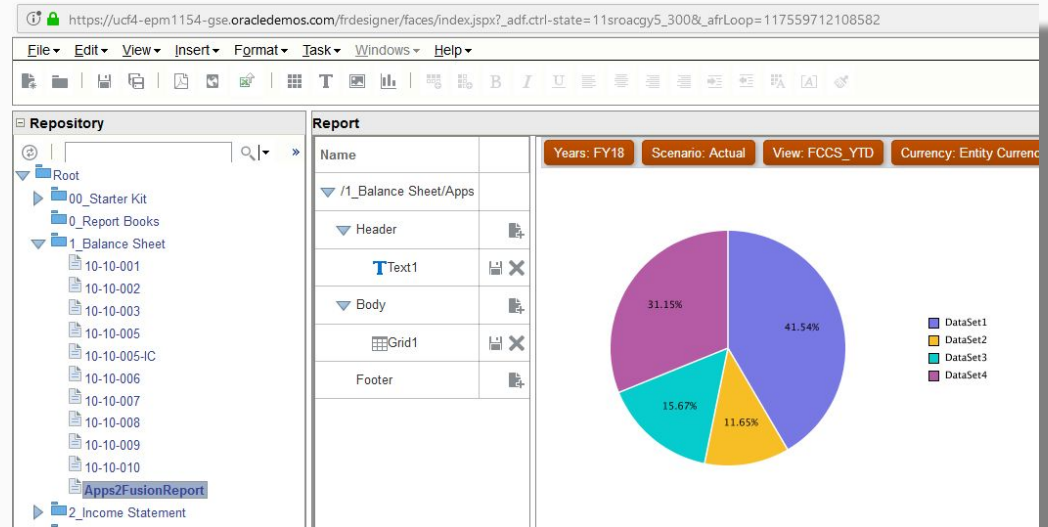 https://ucf4-epm1154-gse.oracledemos.com/frdesigner/faces/index.jspx?_adf.ctrl-state=11sroacgy5_300&_afrLoop=117559712108582
File Edit View Insert Format Task Windows Help
Repository
Root
00_Starter Kit
0_Report Books
1_Balance Sheet
10-10-001
10-10-002
10-10-003
10-10-005
10-10-005-IC
10-10-006
10-10-007
10-10-008
10-10-009
10-10-010
Apps2FusionReport
2_Income Statement
Report
Name
/1_Balance Sheet/Apps
Header
Text1
Body
Grid1
Footer
Years: FY18 Scenario: Actual View: FCCS_YTD Currency: Entity Currenc
31.15%
41.54%
15.67%
11.65%
DataSet1
DataSet2
DataSet3
DataSet4